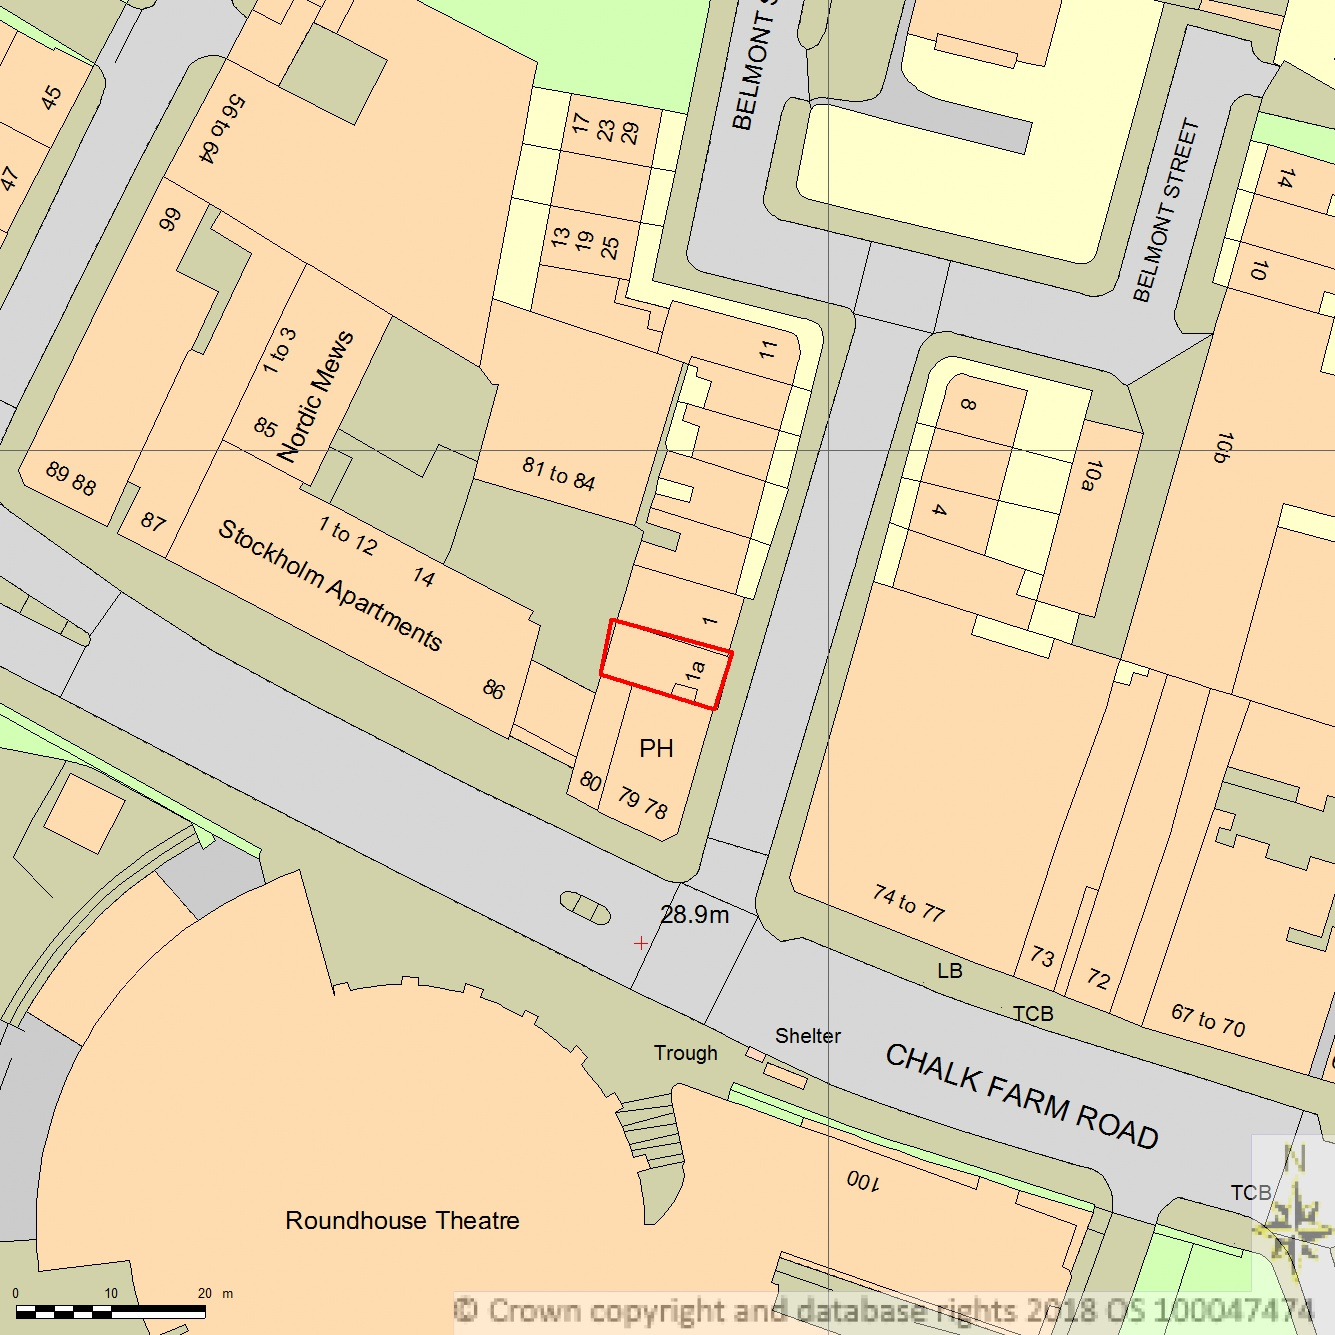 BELMONT S
45
47
56 to 64
66
17
23
29
13
19
25
BELMONT STREET
14
10
1 to 3
Nordic Mews
85
11
8
4
10a
10b
89 88
87
81 to 84
1 to 12
14
Stockholm Apartments
86
1
1a
PH
80
79 78
28.9m
74 to 77
73
72
67 to 70
LB
TCB
Shelter
Trough
CHALK FARM ROAD
100
TCB
N
Roundhouse Theatre
0 10 20 m
© Crown copyright and database rights 2018 OS 100047474